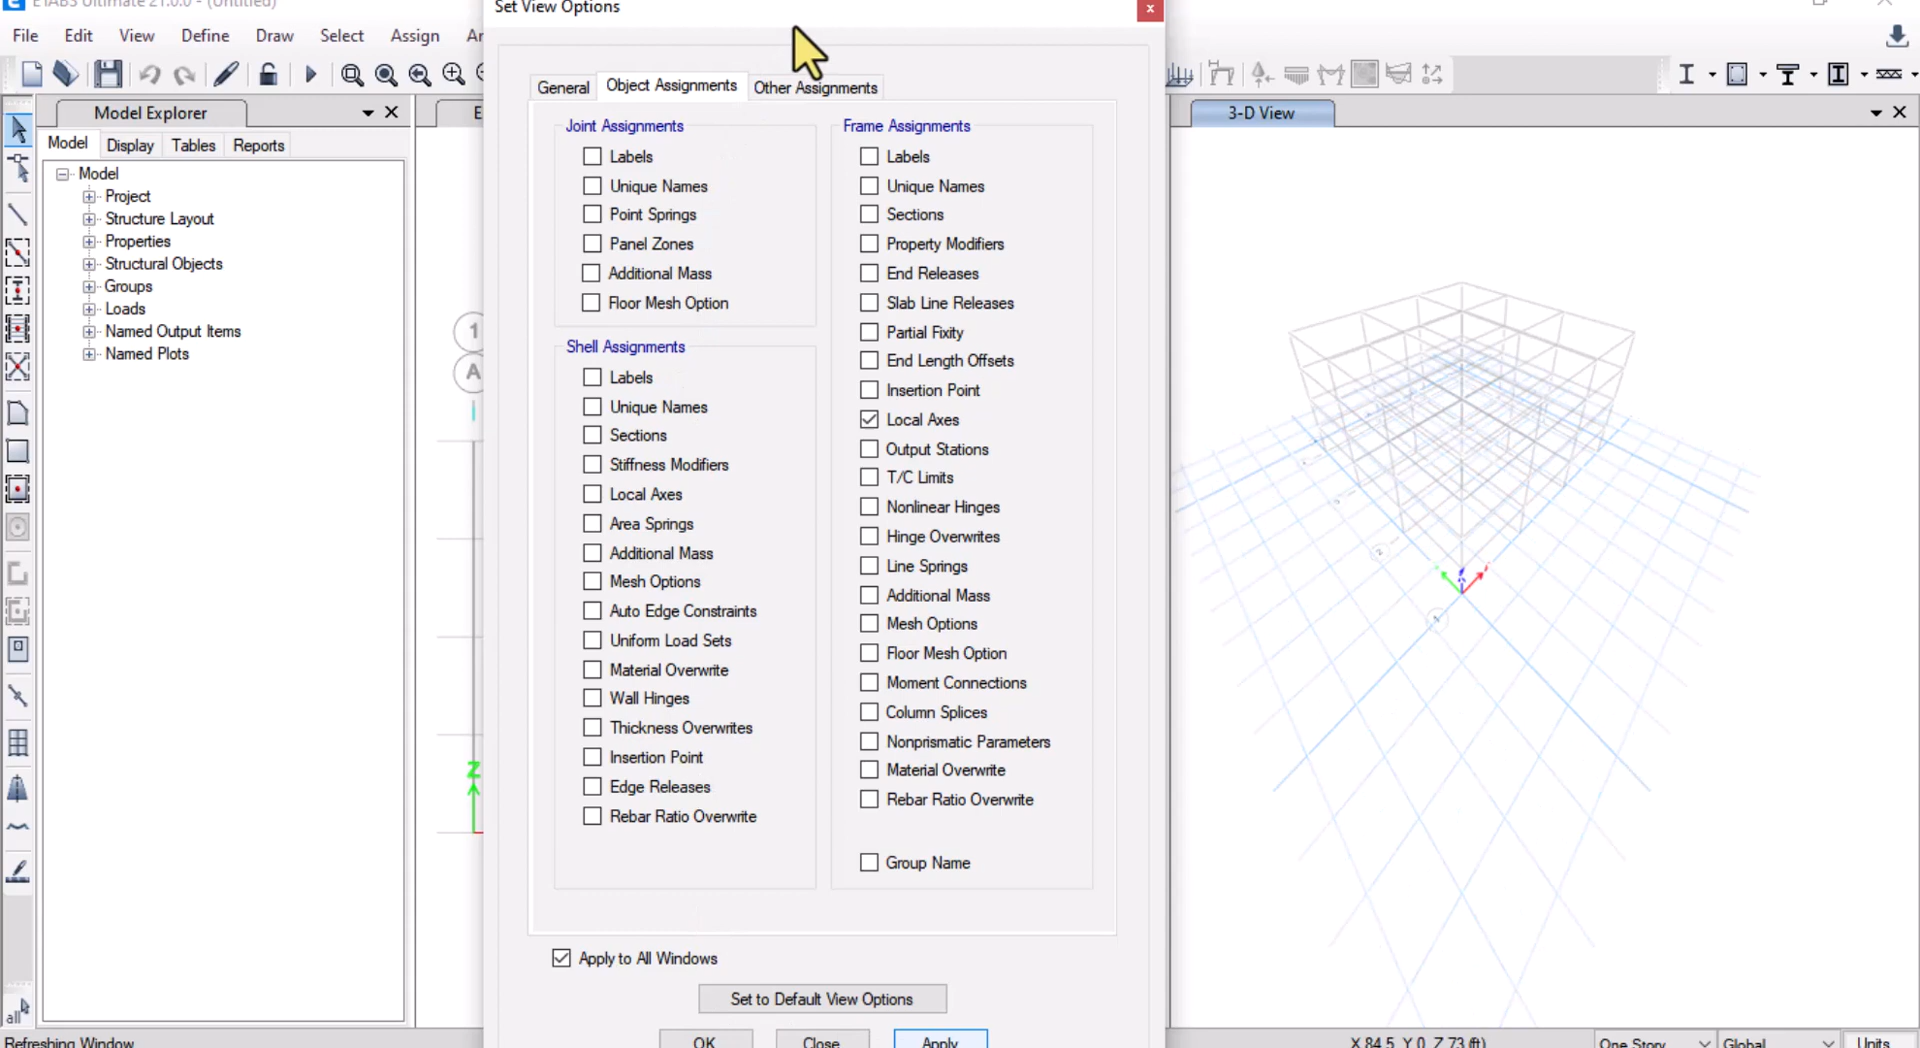 ETABS Ultimate 21.0.0 - (Untitled)
Set View Options
x
File Edit View Define Draw Select Assign
General Object Assignments Other Assignments
Model Explorer
3-D View
Model Display Tables Reports
Model
Project
Structure Layout
Properties
Structural Objects
Groups
Loads
Named Output Items
Named Plots
1
A
Z
Joint Assignments
Labels
Unique Names
Point Springs
Panel Zones
Additional Mass
Floor Mesh Option
Shell Assignments
Labels
Unique Names
Sections
Stiffness Modifiers
Local Axes
Area Springs
Additional Mass
Mesh Options
Auto Edge Constraints
Uniform Load Sets
Material Overwrite
Wall Hinges
Thickness Overwrites
Insertion Point
Edge Releases
Rebar Ratio Overwrite
Frame Assignments
Labels
Unique Names
Sections
Property Modifiers
End Releases
Slab Line Releases
Partial Fixity
End Length Offsets
Insertion Point
Local Axes
Output Stations
T/C Limits
Nonlinear Hinges
Hinge Overwrites
Line Springs
Additional Mass
Mesh Options
Floor Mesh Option
Moment Connections
Column Splices
Nonprismatic Parameters
Material Overwrite
Rebar Ratio Overwrite
Group Name
Apply to All Windows
Set to Default View Options
OK Close Apply
all
Refreshing Window
X 84.5 Y 0 Z 73 (ft) One Story Global Units